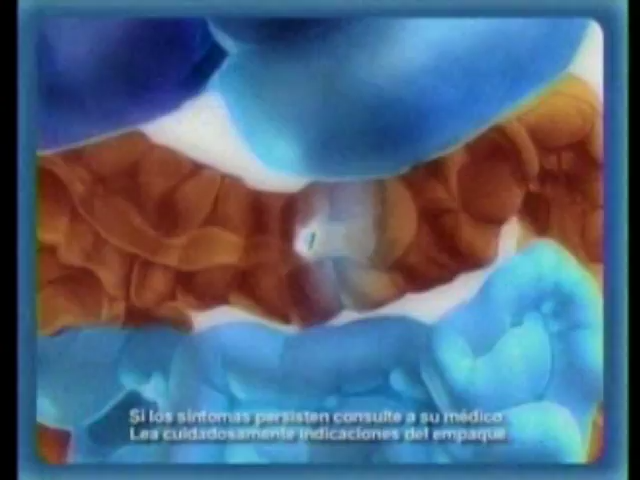 Si los síntomas persisten consulte a su médico
Lea cuidadosamente indicaciones del empaque